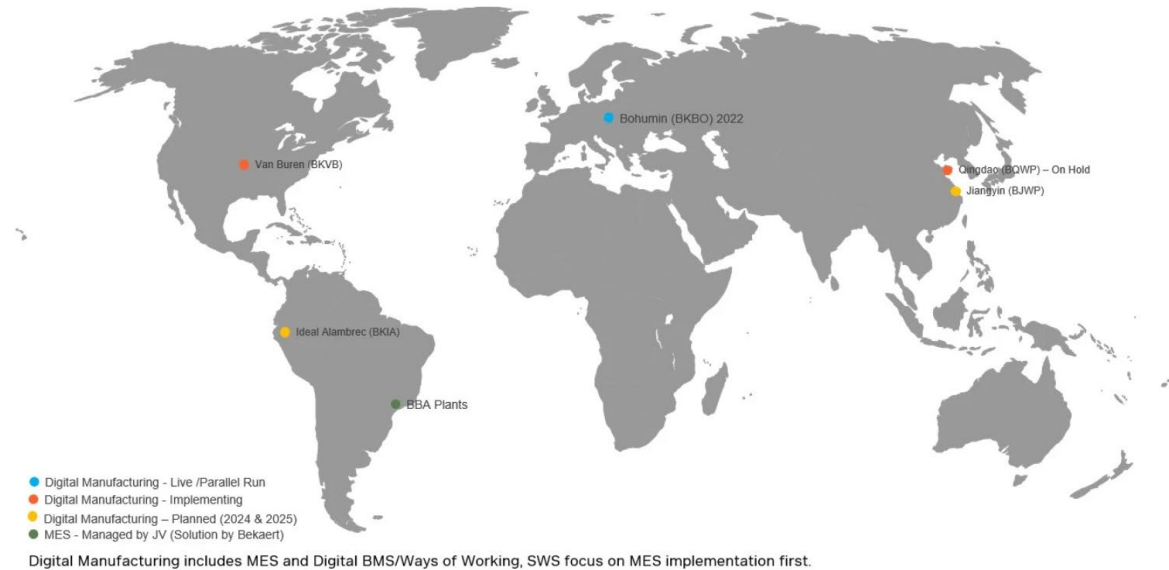 Bohumin (BKBO) 2022
Van Buren (BKVB)
Qingdao (BQWP) – On Hold
Jiangyin (BJWP)
Ideal Alambrec (BKIA)
BBA Plants
Digital Manufacturing - Live /Parallel Run
Digital Manufacturing - Implementing
Digital Manufacturing – Planned (2024 & 2025)
MES - Managed by JV (Solution by Bekaert)
Digital Manufacturing includes MES and Digital BMS/Ways of Working, SWS focus on MES implementation first.